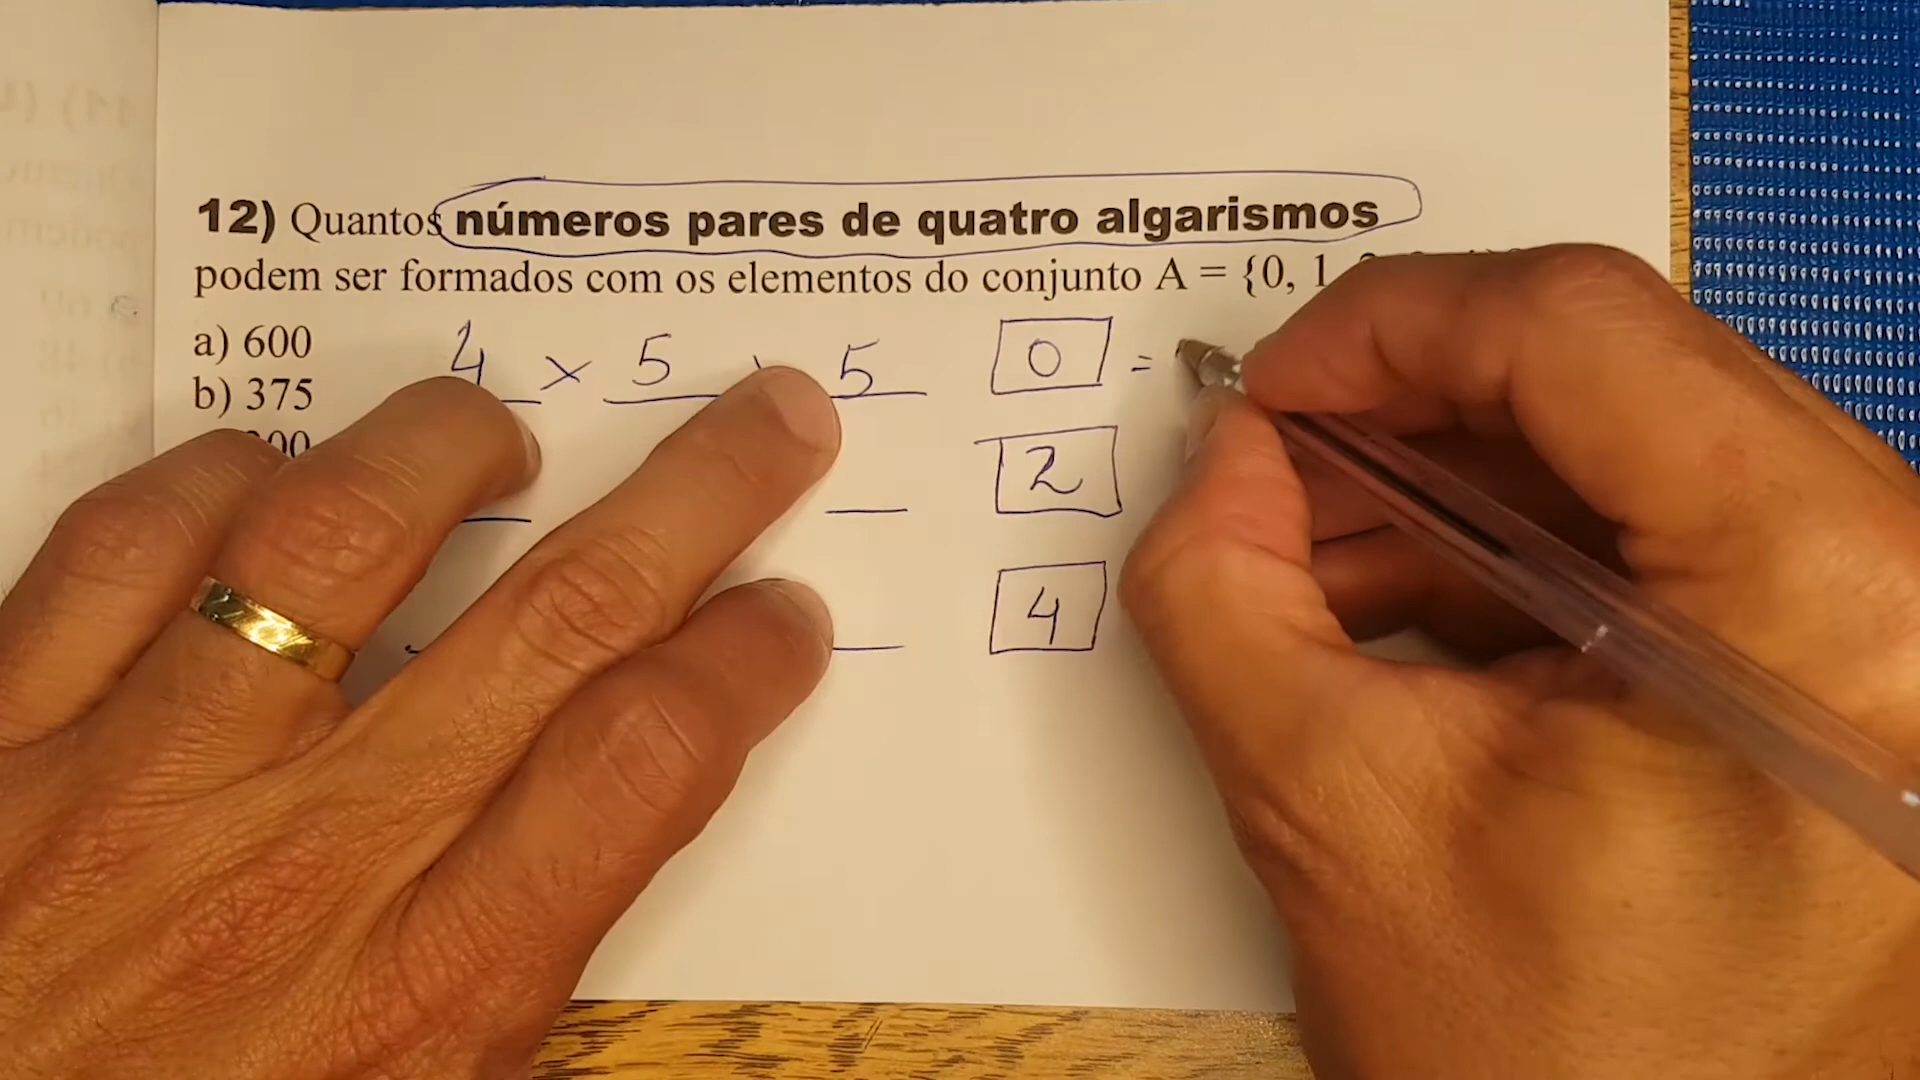 12) Quantos números pares de quatro algarismos
podem ser formados com os elementos do conjunto A = {0, 1,
a) 600
b) 375
4 × 5 × 5 0 =
2
4